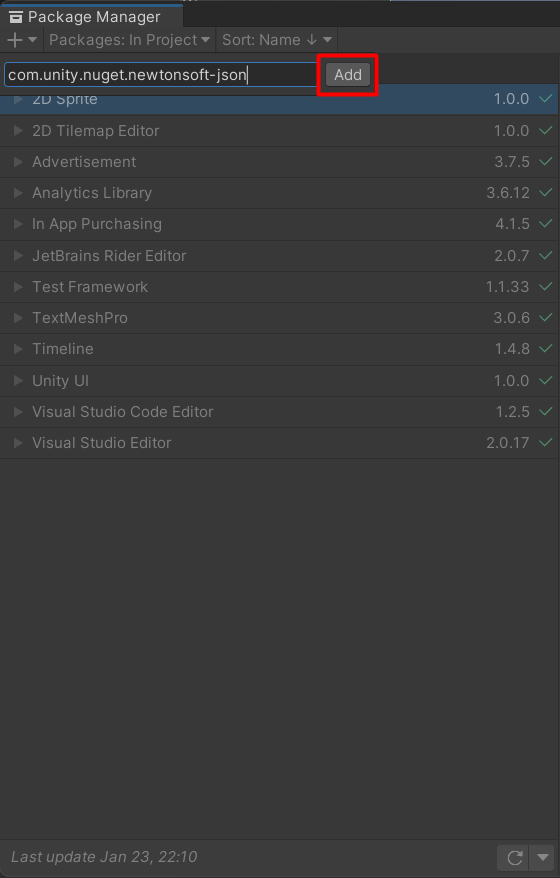 Package Manager
+ Packages: In Project Sort: Name ↓
com.unity.nuget.newtonsoft-json Add
2D Sprite 1.0.0
2D Tilemap Editor 1.0.0
Advertisement 3.7.5
Analytics Library 3.6.12
In App Purchasing 4.1.5
JetBrains Rider Editor 2.0.7
Test Framework 1.1.33
TextMeshPro 3.0.6
Timeline 1.4.8
Unity UI 1.0.0
Visual Studio Code Editor 1.2.5
Visual Studio Editor 2.0.17
Last update Jan 23, 22:10